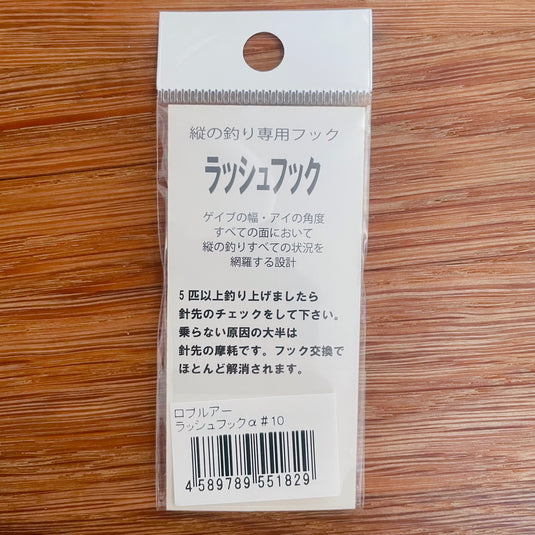 縦の釣り専用フック
ラッシュフック
ゲイブの幅・アイの角度
すべての面において
縦の釣りすべての状況を
網羅する設計
5匹以上釣り上げましたら
針先のチェックをして下さい。
乗らない原因の大半は
針先の摩耗です。フック交換で
ほとんど解消されます。
ロブルアー
ラッシュフックα#10
4 589789 551829